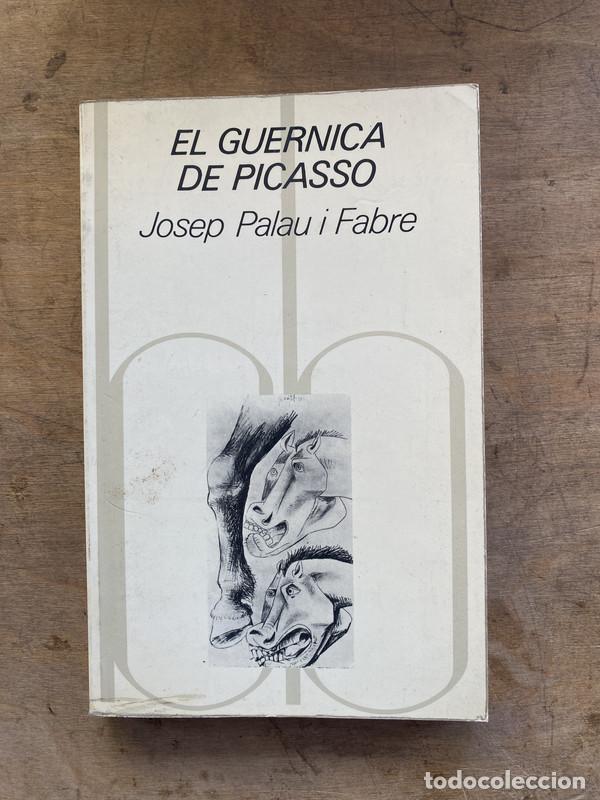 EL GUERNICA
DE PICASSO
Josep Palau i Fabre
todocoleccion